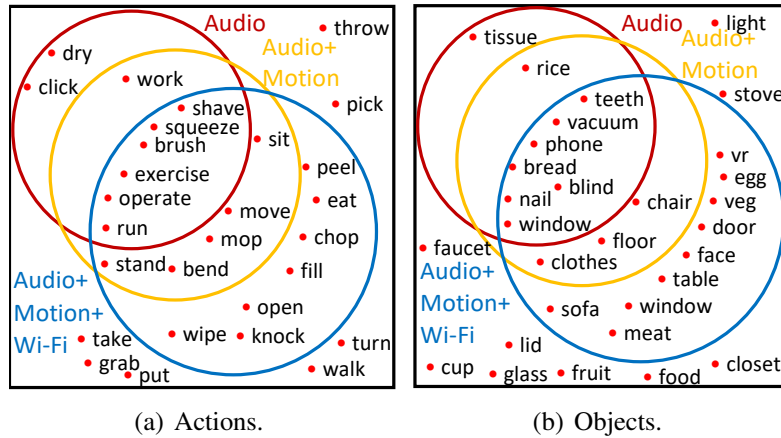 Audio
throw
dry
Audio+
Motion
click
work
pick
shave
squeeze
sit
brush
peel
exercise
eat
operate
move
run
mop
chop
stand
bend
fill
Audio+
Motion+
Wi-Fi
open
take
wipe
knock
turn
grab
put
walk
(a) Actions.
Audio
light
tissue
Audio+
Motion
rice
teeth
stove
vacuum
phone
vr
bread
egg
blind
nail
chair
veg
window
door
floor
faucet
clothes
face
table
Audio+
Motion+
Wi-Fi
sofa
window
meat
lid
closet
cup
glass
fruit
food
(b) Objects.